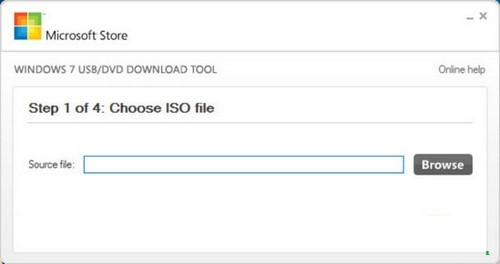 Microsoft Store
WINDOWS 7 USB/DVD DOWNLOAD TOOL
Online help
Step 1 of 4: Choose ISO file
Source file:
Browse